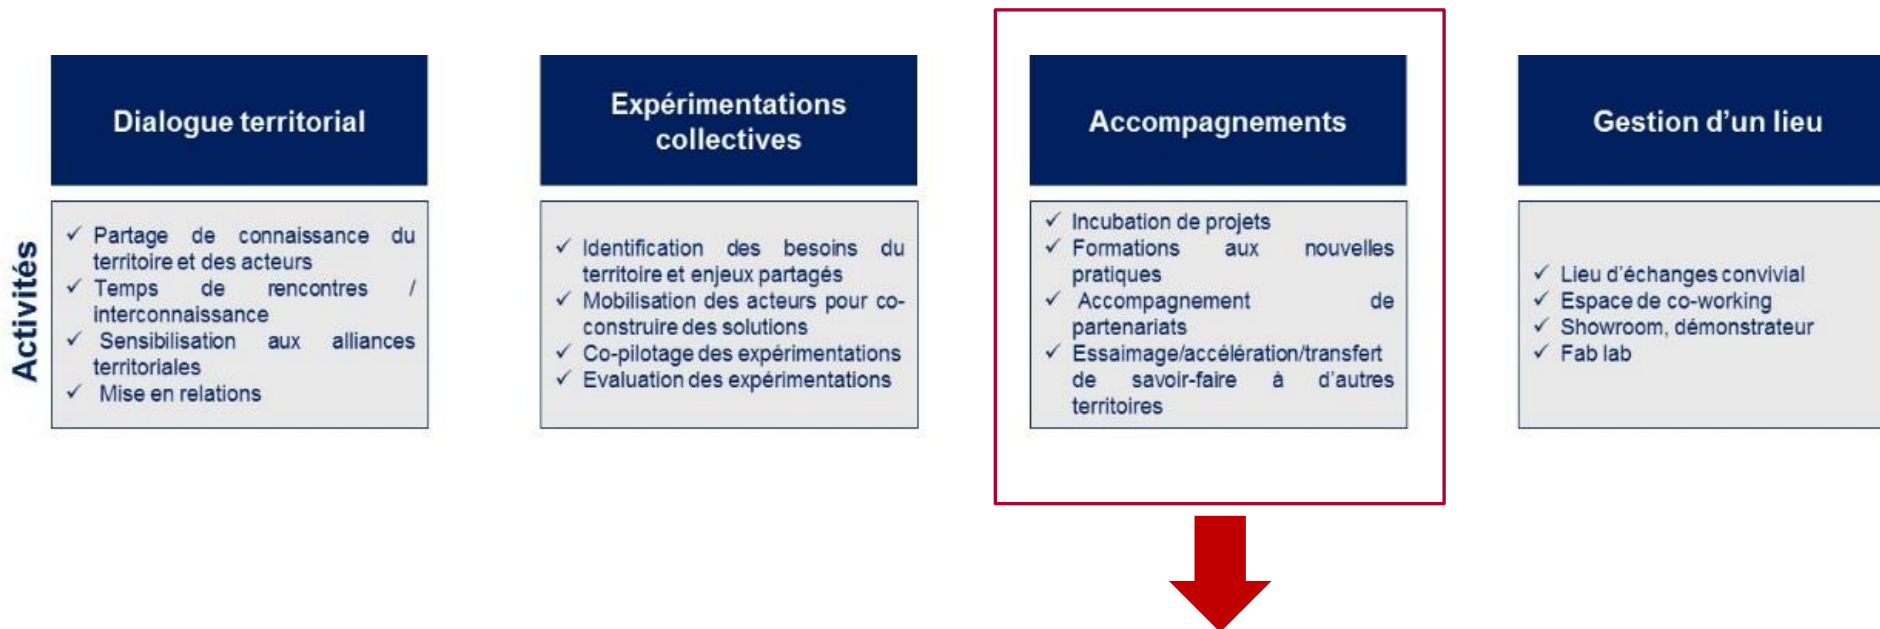 Activités
Dialogue territorial
✓ Partage de connaissance du
territoire et des acteurs
✓ Temps de rencontres /
interconnaissance
✓ Sensibilisation aux alliances
territoriales
✓ Mise en relations
Expérimentations
collectives
✓ Identification des besoins du
territoire et enjeux partagés
✓ Mobilisation des acteurs pour co-
construire des solutions
✓ Co-pilotage des expérimentations
✓ Evaluation des expérimentations
Accompagnements
✓ Incubation de projets
✓ Formations aux nouvelles
pratiques
✓ Accompagnement de
partenariats
✓ Essaimage/accélération/transfert
de savoir-faire à d'autres
territoires
Gestion d'un lieu
✓ Lieu d'échanges convivial
✓ Espace de co-working
✓ Showroom, démonstrateur
✓ Fab lab